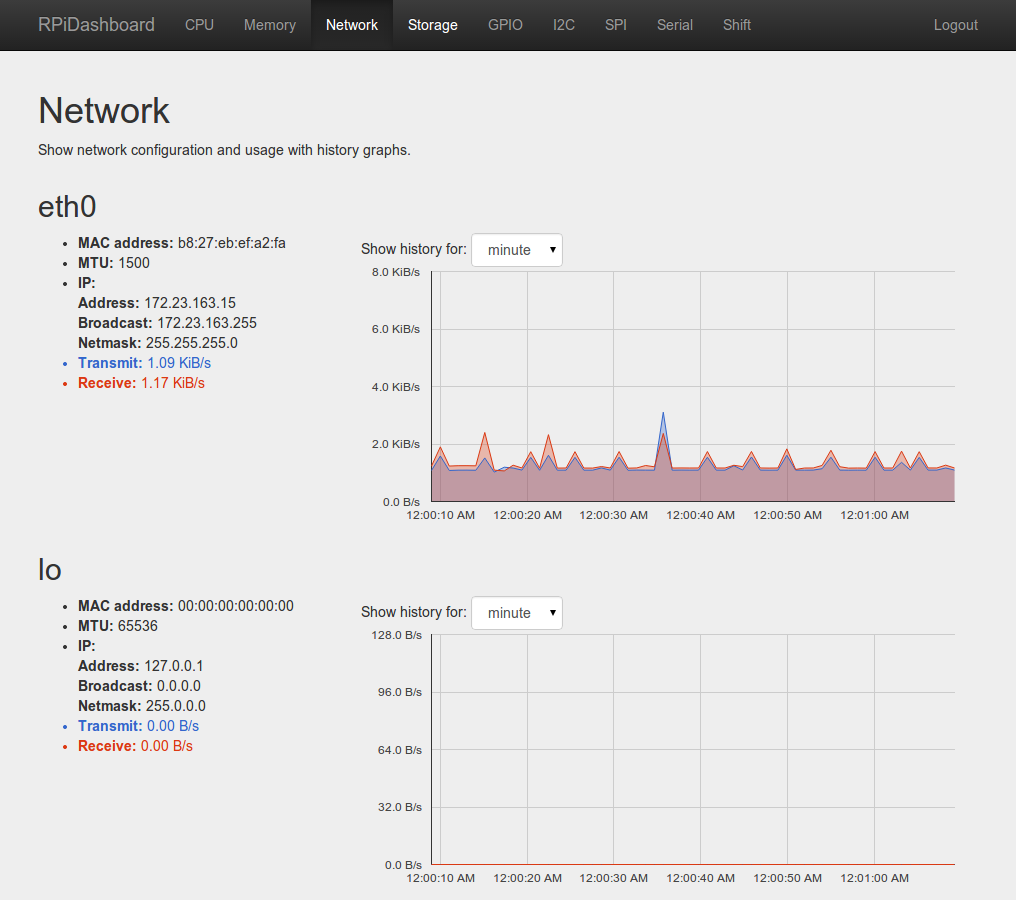 RPiDashboard CPU Memory Network Storage GPIO I2C SPI Serial Shift Logout
Network
Show network configuration and usage with history graphs.
eth0
MAC address: b8:27:eb:ef:a2:fa
MTU: 1500
IP:
Address: 172.23.163.15
Broadcast: 172.23.163.255
Netmask: 255.255.255.0
Transmit: 1.09 KiB/s
Receive: 1.17 KiB/s
Show history for: minute
8.0 KiB/s
6.0 KiB/s
4.0 KiB/s
2.0 KiB/s
0.0 B/s
12:00:10 AM 12:00:20 AM 12:00:30 AM 12:00:40 AM 12:00:50 AM 12:01:00 AM
lo
MAC address: 00:00:00:00:00:00
MTU: 65536
IP:
Address: 127.0.0.1
Broadcast: 0.0.0.0
Netmask: 255.0.0.0
Transmit: 0.00 B/s
Receive: 0.00 B/s
Show history for: minute
128.0 B/s
96.0 B/s
64.0 B/s
32.0 B/s
0.0 B/s
12:00:10 AM 12:00:20 AM 12:00:30 AM 12:00:40 AM 12:00:50 AM 12:01:00 AM